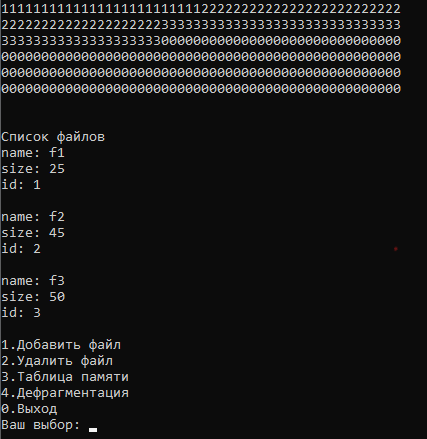 11111111111111111111111112222222222222222222222222
22222222222222222222333333333333333333333333333333
33333333333333333333000000000000000000000000000000
00000000000000000000000000000000000000000000000000
00000000000000000000000000000000000000000000000000
00000000000000000000000000000000000000000000000000
Список файлов
name: f1
size: 25
id: 1
name: f2
size: 45
id: 2
name: f3
size: 50
id: 3
1.Добавить файл
2.Удалить файл
3.Таблица памяти
4.Дефрагментация
0.Выход
Ваш выбор: